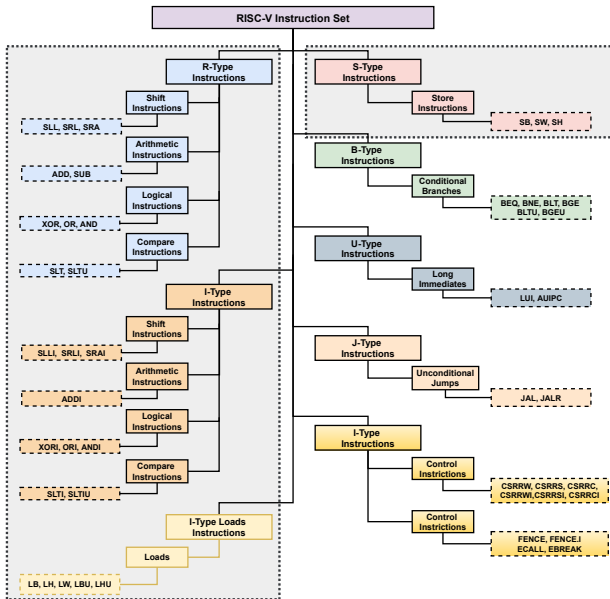 RISC-V Instruction Set
R-Type
Instructions
Shift
Instructions
SLL, SRL, SRA
Arithmetic
Instructions
ADD, SUB
Logical
Instructions
XOR, OR, AND
Compare
Instructions
SLT, SLTU
I-Type
Instructions
Shift
Instructions
SLLI, SRLI, SRAI
Arithmetic
Instructions
ADDI
Logical
Instructions
XORI, ORI, ANDI
Compare
Instructions
SLTI, SLTIU
I-Type Loads
Instructions
Loads
LB, LH, LW, LBU, LHU
S-Type
Instructions
Store
Instructions
SB, SW, SH
B-Type
Instructions
Conditional
Branches
BEQ, BNE, BLT, BGE
BLTU, BGEU
U-Type
Instructions
Long
Immediates
LUI, AUIPC
J-Type
Instructions
Unconditional
Jumps
JAL, JALR
I-Type
Instructions
Control
Instrictions
CSRRW, CSRRS, CSRRC,
CSRRWI,CSRRSI, CSRRCI
Control
Instrictions
FENCE, FENCE.I
ECALL, EBREAK